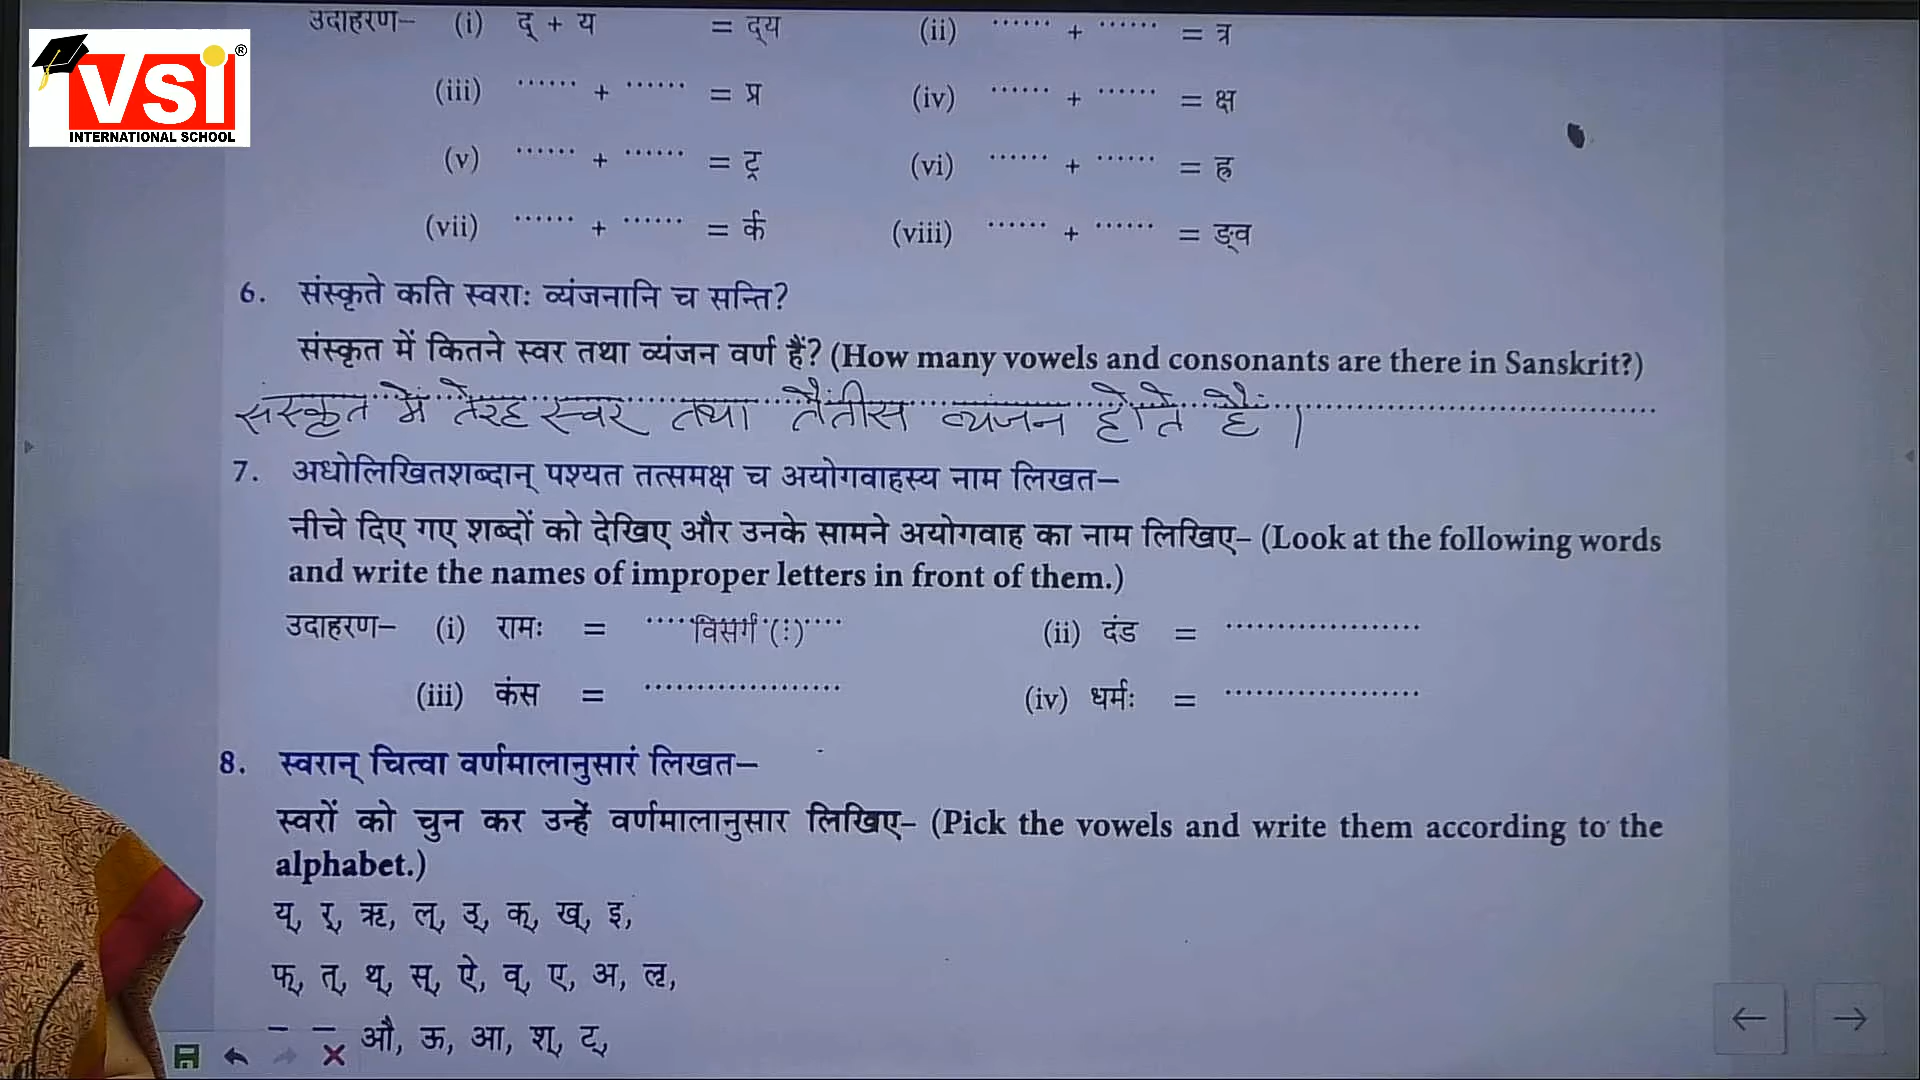 VSI®
INTERNATIONAL SCHOOL
उदाहरण– (i) द् + य = द्‌य (ii) ...... + ...... = त्र
(iii) ...... + ...... = प्र (iv) ...... + ...... = क्ष
(v) ...... + ...... = ट्र (vi) ...... + ...... = ह्र
(vii) ...... + ...... = र्क (viii) ...... + ...... = ङ्व
6. संस्कृते कति स्वराः व्यंजनानि च सन्ति?
संस्कृत में कितने स्वर तथा व्यंजन वर्ण हैं? (How many vowels and consonants are there in Sanskrit?)
संस्कृत में तेरह स्वर तथा तैंतीस व्यंजन होते हैं।
7. अधोलिखितशब्दान् पश्यत तत्समक्ष च अयोगवाहस्य नाम लिखत–
नीचे दिए गए शब्दों को देखिए और उनके सामने अयोगवाह का नाम लिखिए– (Look at the following words
and write the names of improper letters in front of them.)
उदाहरण– (i) रामः = विसर्ग (ः) (ii) दंड = ...................
(iii) कंस = ................... (iv) धर्मः = ...................
8. स्वरान् चित्वा वर्णमालानुसारं लिखत–
स्वरों को चुन कर उन्हें वर्णमालानुसार लिखिए– (Pick the vowels and write them according to the
alphabet.)
य्, र्, ऋ, ल्, उ्, क्, ख्, इ,
फ्, त्, थ्, स्, ऐ, व्, ए, अ, ऌ,
औ, ऊ, आ, श्, ट्,